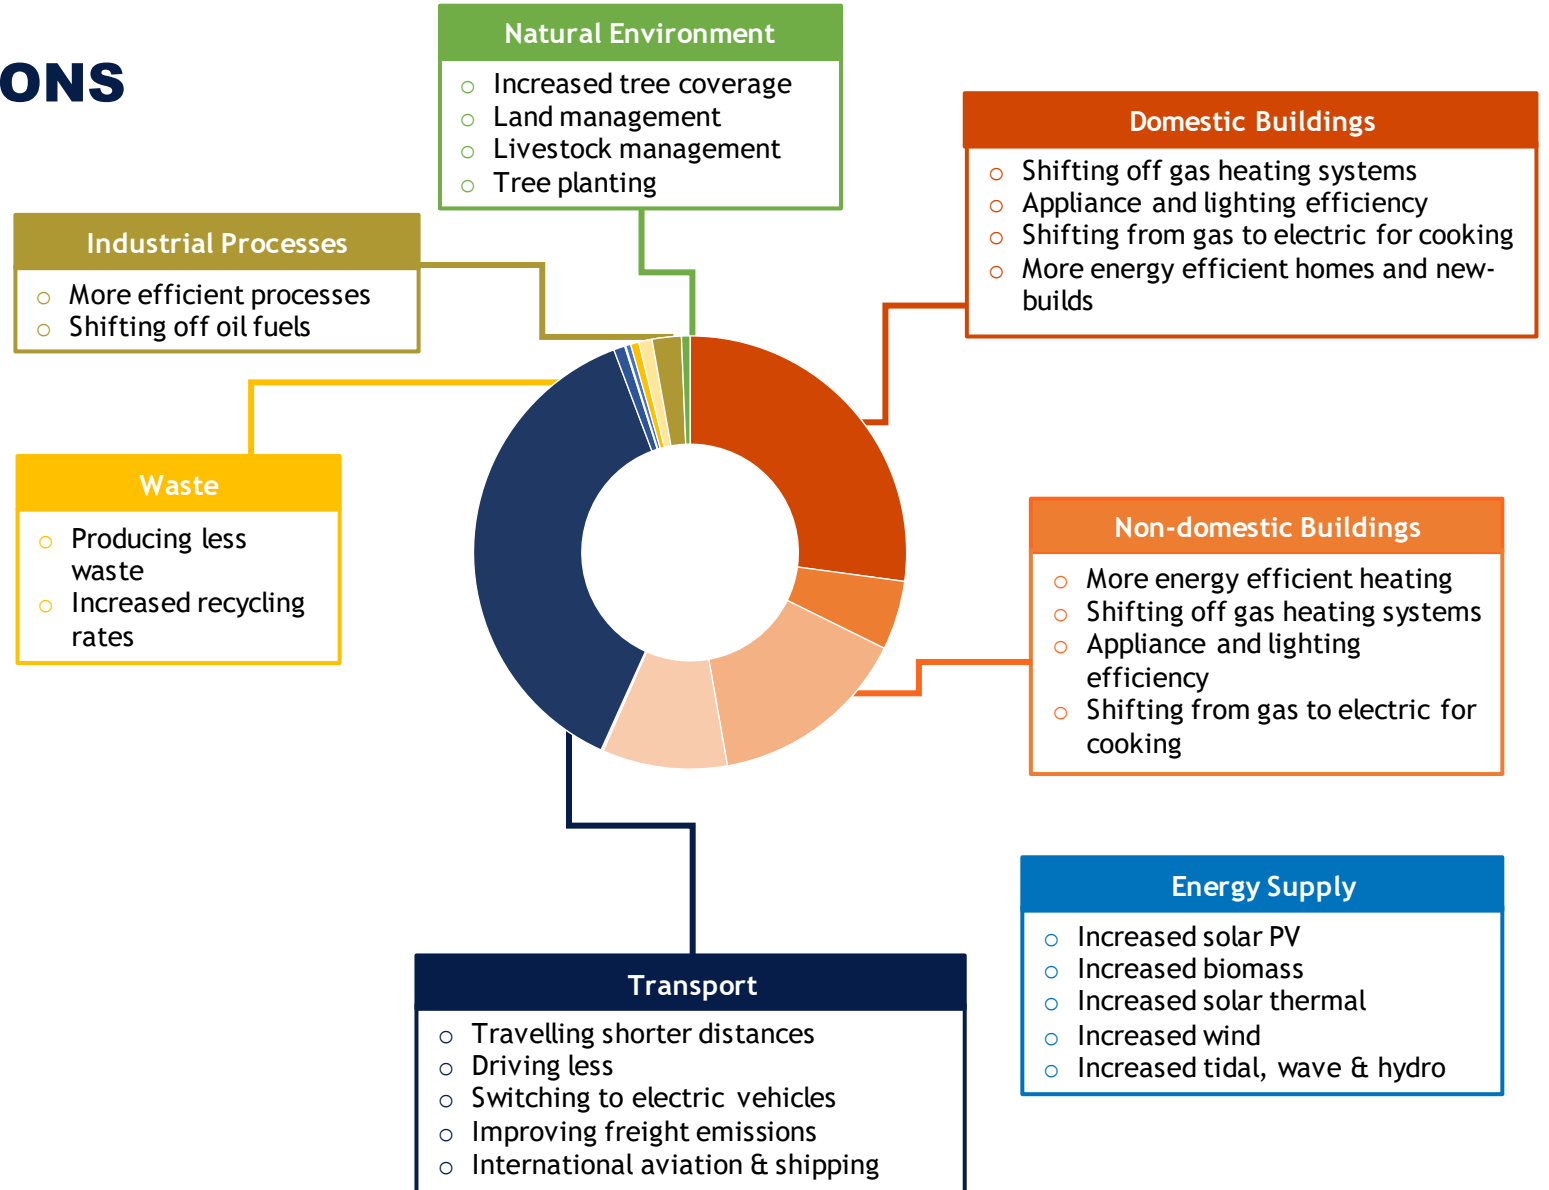 ONS
Natural Environment
Increased tree coverage
Land management
Livestock management
Tree planting
Domestic Buildings
Shifting off gas heating systems
Appliance and lighting efficiency
Shifting from gas to electric for cooking
More energy efficient homes and new-
builds
Industrial Processes
More efficient processes
Shifting off oil fuels
Waste
Producing less
waste
Increased recycling
rates
Non-domestic Buildings
More energy efficient heating
Shifting off gas heating systems
Appliance and lighting
efficiency
Shifting from gas to electric for
cooking
Energy Supply
Increased solar PV
Increased biomass
Increased solar thermal
Increased wind
Increased tidal, wave & hydro
Transport
Travelling shorter distances
Driving less
Switching to electric vehicles
Improving freight emissions
International aviation & shipping